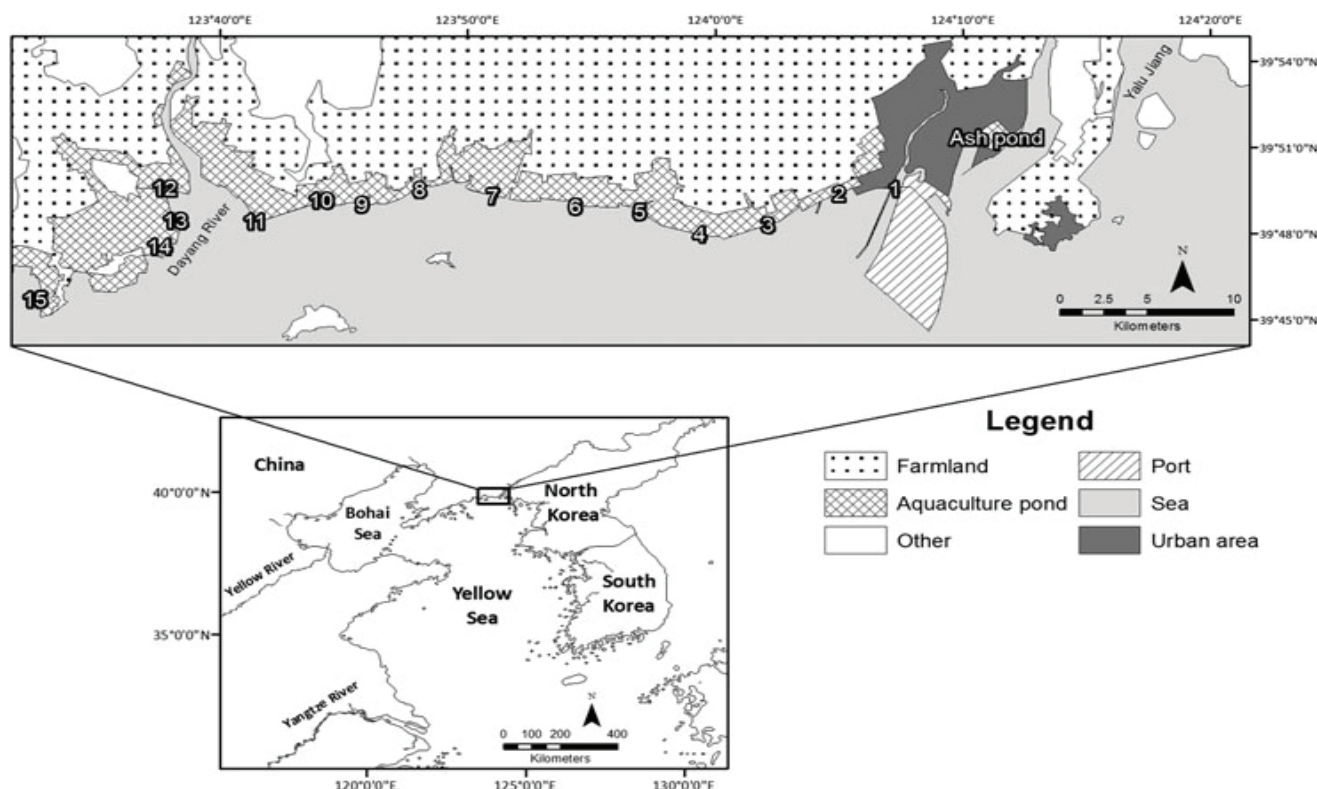 123°40'0"E
123°50'0"E
124°0'0"E
124°10'0"E
124°20'0"E
39°54'0"N
39°51'0"N
39°48'0"N
39°45'0"N
Yalu Jiang
Ash pond
Dayang River
1
2
3
4
5
6
7
8
9
10
11
12
13
14
15
N
0 2.5 5 10
Kilometers
China
Bohai
Sea
North
Korea
South
Korea
Yellow
Sea
Yellow River
Yangtze River
40°0'0"N
35°0'0"N
120°0'0"E
125°0'0"E
130°0'0"E
N
0 100 200 400
Kilometers
Legend
Farmland
Aquaculture pond
Other
Port
Sea
Urban area